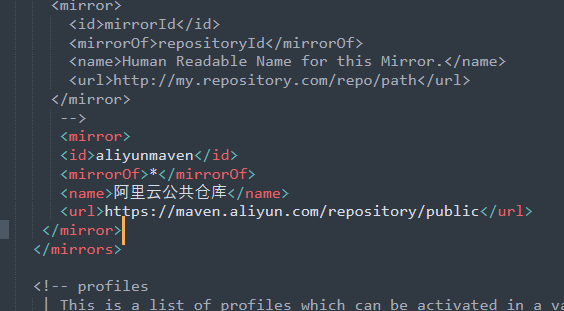 <mirror>
<id>mirrorId</id>
<mirrorOf>repositoryId</mirrorOf>
<name>Human Readable Name for this Mirror.</name>
<url>http://my.repository.com/repo/path</url>
</mirror>
-->
<mirror>
<id>aliyunmaven</id>
<mirrorOf>*</mirrorOf>
<name>阿里云公共仓库</name>
<url>https://maven.aliyun.com/repository/public</url>
</mirror>
</mirrors>
<!-- profiles
| This is a list of profiles which can be activated in a va